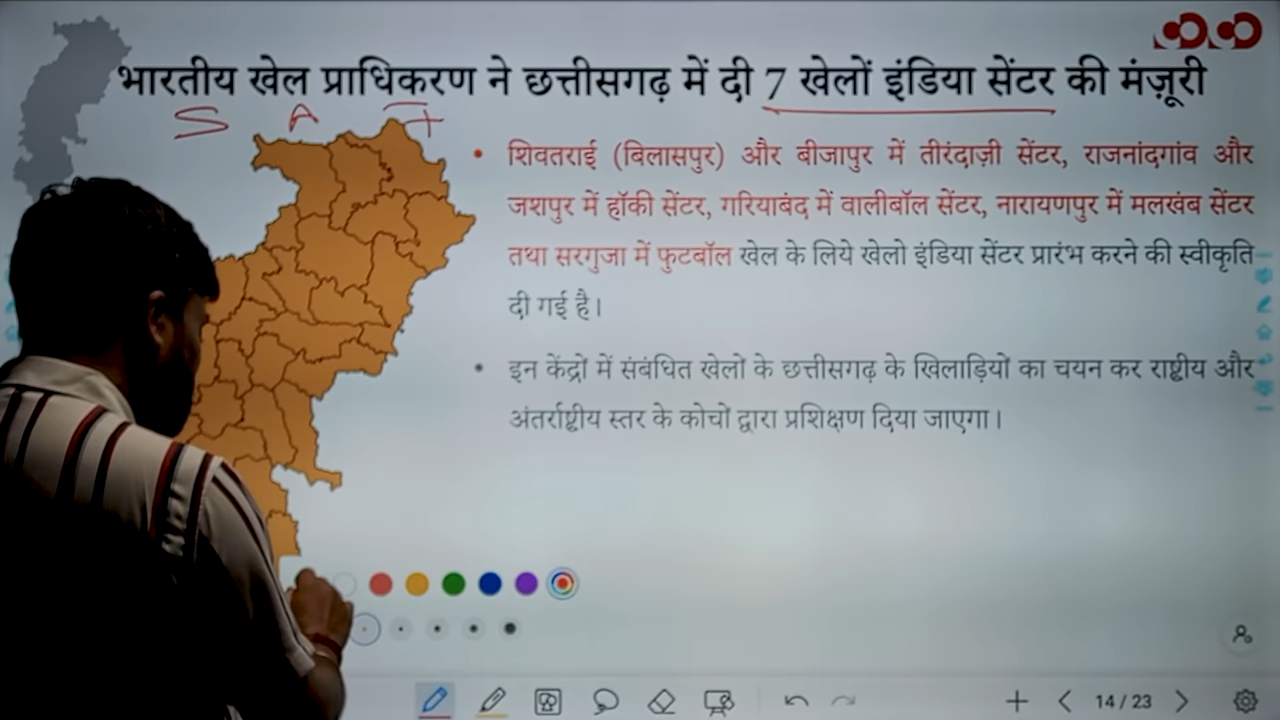 भारतीय खेल प्राधिकरण ने छत्तीसगढ़ में दी 7 खेलों इंडिया सेंटर की मंज़ूरी
S A I
• शिवतराई (बिलासपुर) और बीजापुर में तीरंदाज़ी सेंटर, राजनांदगांव और
जशपुर में हॉकी सेंटर, गरियाबंद में वालीबॉल सेंटर, नारायणपुर में मलखंब सेंटर
तथा सरगुजा में फुटबॉल खेल के लिये खेलो इंडिया सेंटर प्रारंभ करने की स्वीकृति
दी गई है।
• इन केंद्रों में संबंधित खेलों के छत्तीसगढ़ के खिलाड़ियों का चयन कर राष्ट्रीय और
अंतर्राष्ट्रीय स्तर के कोचों द्वारा प्रशिक्षण दिया जाएगा।
14 / 23